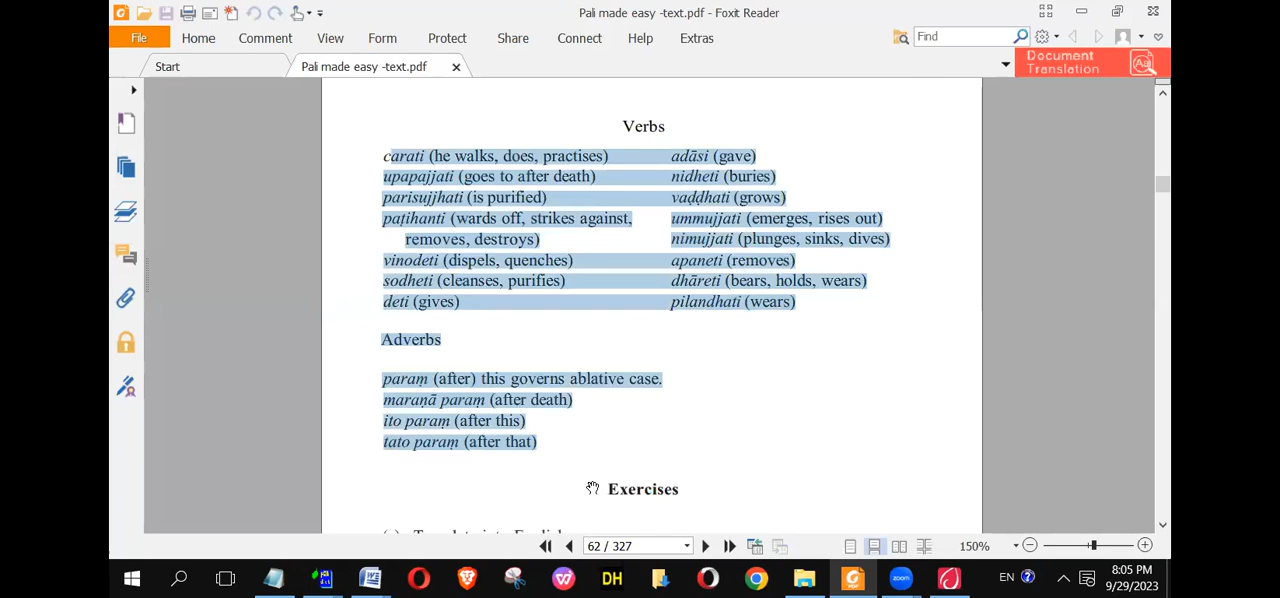 Pali made easy -text.pdf - Foxit Reader
File Home Comment View Form Protect Share Connect Help Extras Find
Start Pali made easy -text.pdf
Document
Translation
Verbs
carati (he walks, does, practises) adāsi (gave)
upapajjati (goes to after death) nidheti (buries)
parisujjhati (is purified) vaḍḍhati (grows)
paṭihanti (wards off, strikes against, ummujjati (emerges, rises out)
removes, destroys) nimujjati (plunges, sinks, dives)
vinodeti (dispels, quenches) apaneti (removes)
sodheti (cleanses, purifies) dhāreti (bears, holds, wears)
deti (gives) pilandhati (wears)
Adverbs
paraṃ (after) this governs ablative case.
maraṇā paraṃ (after death)
ito paraṃ (after this)
tato paraṃ (after that)
Exercises
62 / 327 150%
DH zoom EN 8:05 PM
9/29/2023